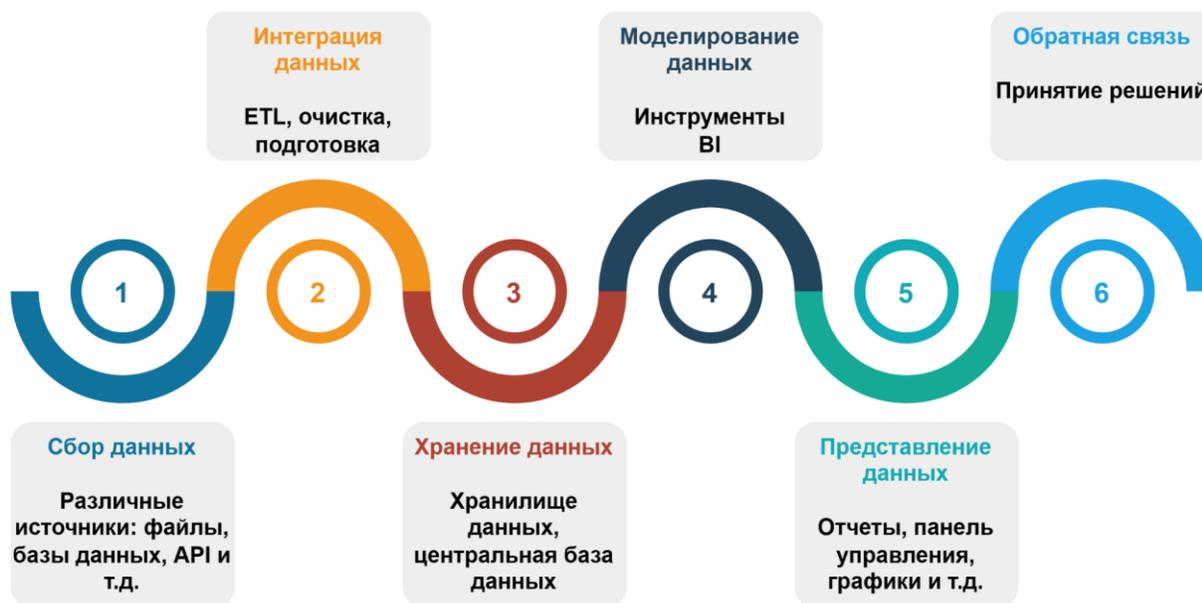 Интеграция
данных
ETL, очистка,
подготовка
Моделирование
данных
Инструменты
BI
Обратная связь
Принятие решений
1
2
3
4
5
6
Сбор данных
Различные
источники: файлы,
базы данных, API и
т.д.
Хранение данных
Хранилище
данных,
центральная база
данных
Представление
данных
Отчеты, панель
управления,
графики и т.д.